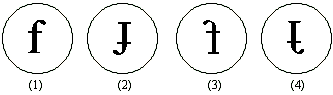 f ɟ ɟ f
(1) (2) (3) (4)